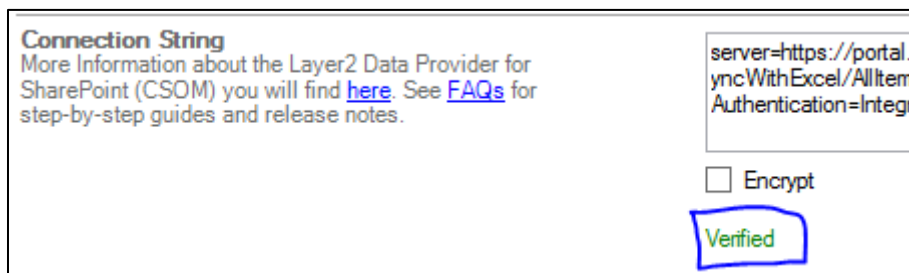 Connection String
More Information about the Layer2 Data Provider for
SharePoint (CSOM) you will find here. See FAQs for
step-by-step guides and release notes.
server=https://portal.
yncWithExcel/AllItem
Authentication=Integr
Encrypt
Verified